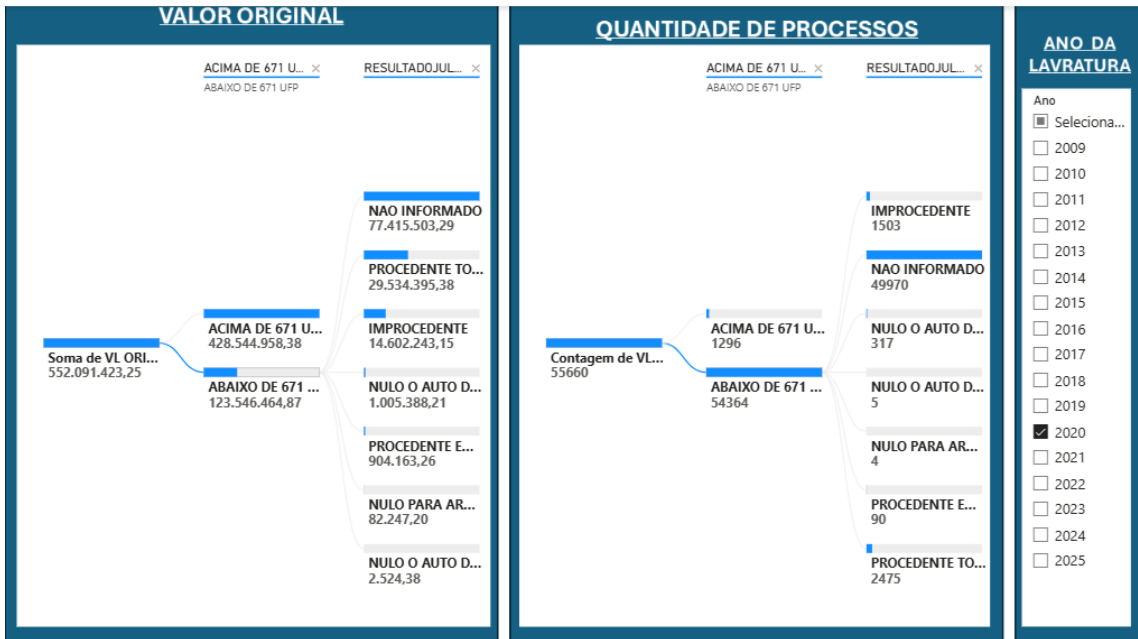 VALOR ORIGINAL
ACIMA DE 671 U... ×
RESULTADOJUL... ×
ABAIXO DE 671 UFP
NAO INFORMADO
77.415.503,29
PROCEDENTE TO...
29.534.395,38
ACIMA DE 671 U...
428.544.958,38
IMPROCEDENTE
14.602.243,15
Soma de VL ORI...
552.091.423,25
ABAIXO DE 671 ...
123.546.464,87
NULO O AUTO D...
1.005.388,21
PROCEDENTE E...
904.163,26
NULO PARA AR...
82.247,20
NULO O AUTO D...
2.524,38
QUANTIDADE DE PROCESSOS
ACIMA DE 671 U... ×
RESULTADOJUL... ×
ABAIXO DE 671 UFP
IMPROCEDENTE
1503
NAO INFORMADO
49970
ACIMA DE 671 U...
1296
NULO O AUTO D...
317
Contagem de VL...
55660
ABAIXO DE 671 ...
54364
NULO O AUTO D...
5
NULO PARA AR...
4
PROCEDENTE E...
90
PROCEDENTE TO...
2475
ANO DA
LAVRATURA
Ano
Seleciona...
2009
2010
2011
2012
2013
2014
2015
2016
2017
2018
2019
2020
2021
2022
2023
2024
2025